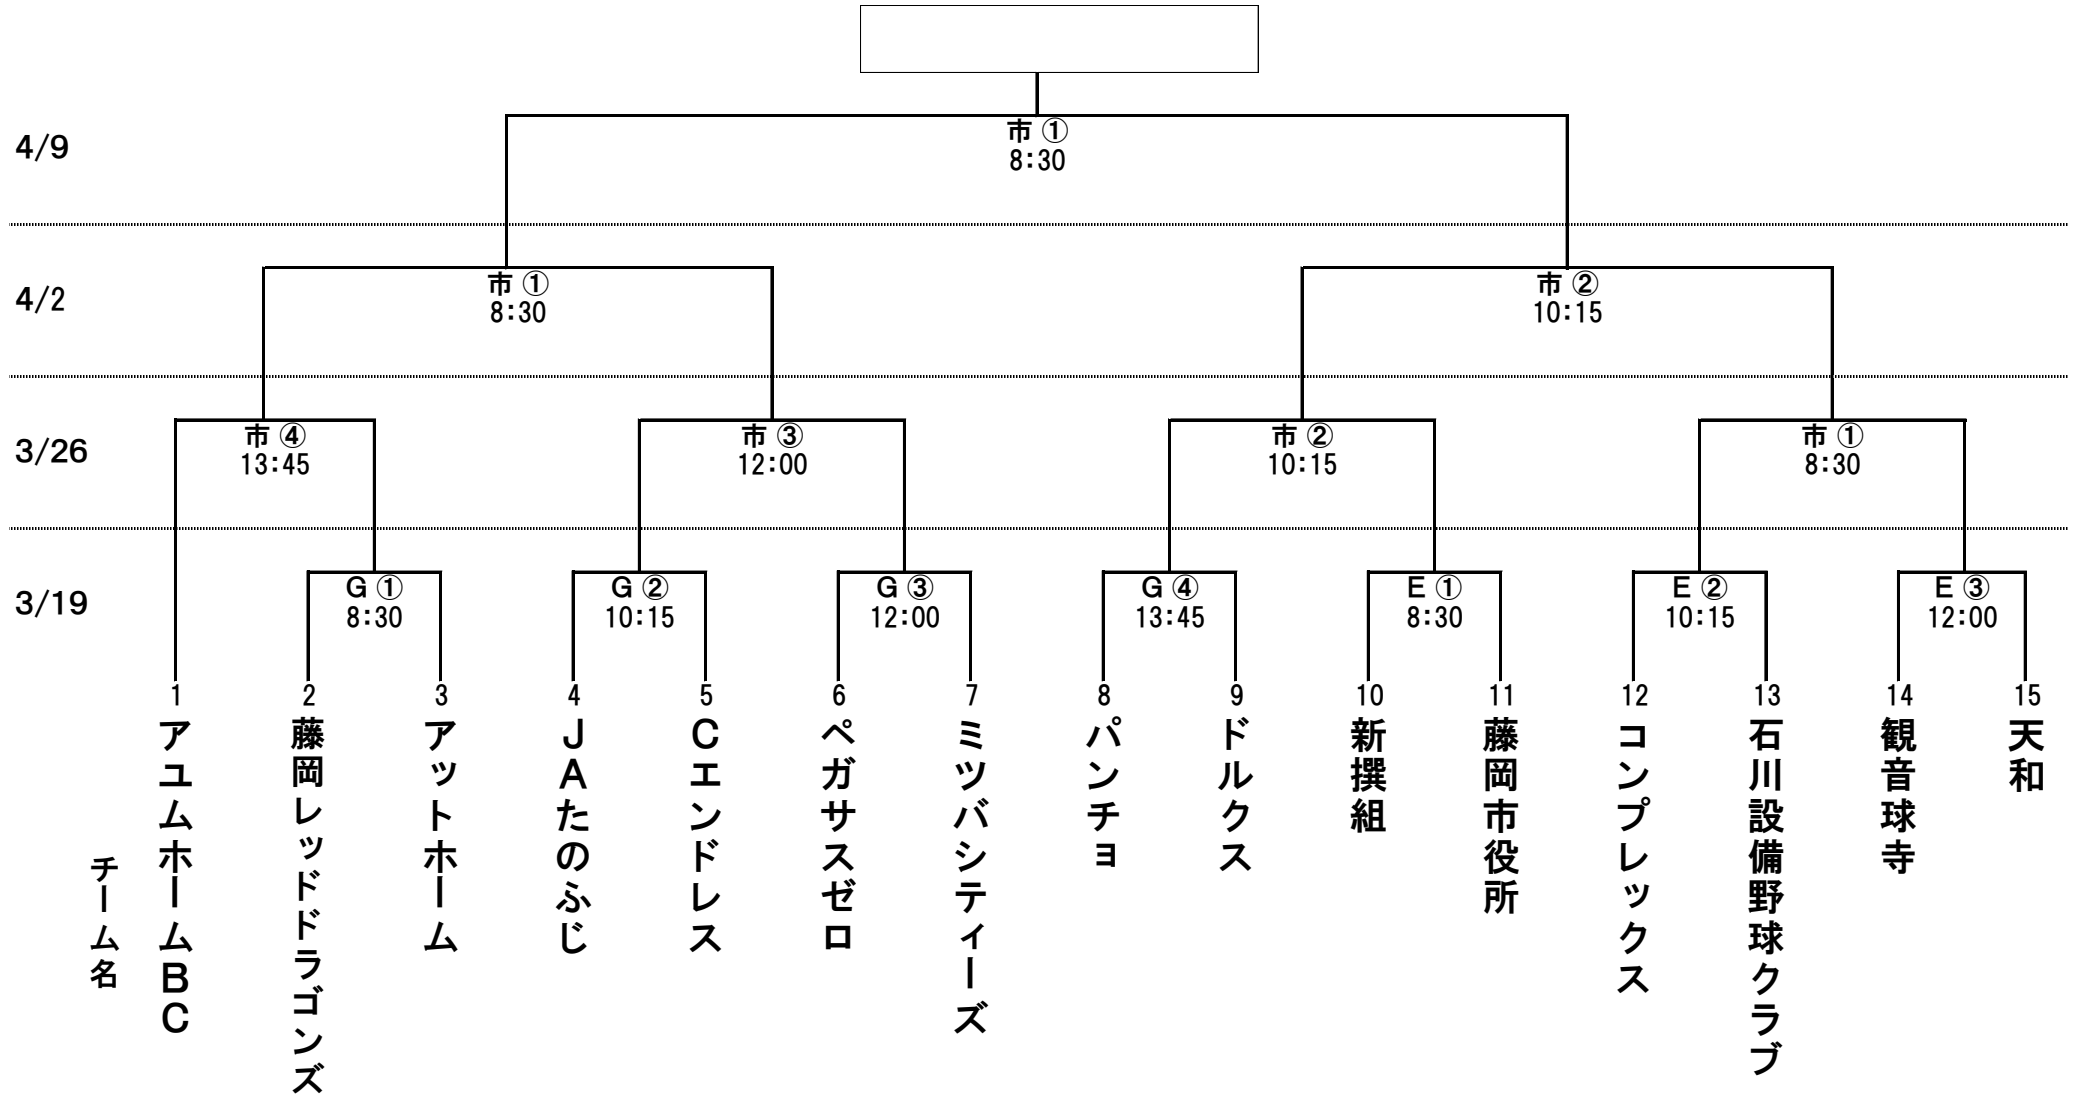 4/9
市 ①
8:30
4/2
市 ①
8:30
市 ②
10:15
3/26
市 ④
13:45
市 ③
12:00
市 ②
10:15
市 ①
8:30
3/19
G ①
8:30
G ②
10:15
G ③
12:00
G ④
13:45
E ①
8:30
E ②
10:15
E ③
12:00
1
2
3
4
5
6
7
8
9
10
11
12
13
14
15
チーム名
アユムホームBC
藤岡レッドドラゴンズ
アットホーム
JAたのふじ
Cエンドレス
ペガサスゼロ
ミツバシティーズ
パンチョ
ドルクス
新撰組
藤岡市役所
コンプレックス
石川設備野球クラブ
観音球寺
天和